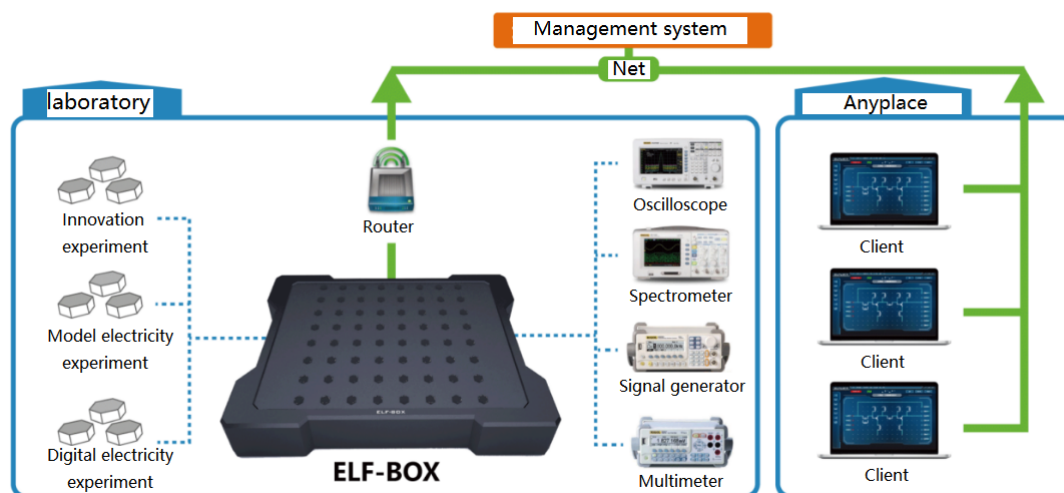 Management system
Net
laboratory
Anyplace
Innovation
experiment
Router
Oscilloscope
Client
Model electricity
experiment
Spectrometer
Client
Signal generator
ELF-BOX
Digital electricity
experiment
ELF-BOX
Multimeter
Client